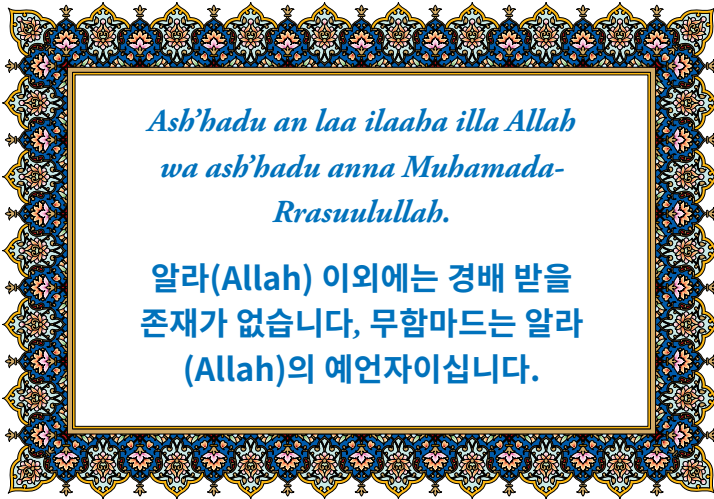 Ash’hadu an laa ilaaha illa Allah
wa ash’hadu anna Muhamada-
Rrasuulullah.
알라(Allah) 이외에는 경배 받을
존재가 없습니다, 무함마드는 알라
(Allah)의 예언자이십니다.